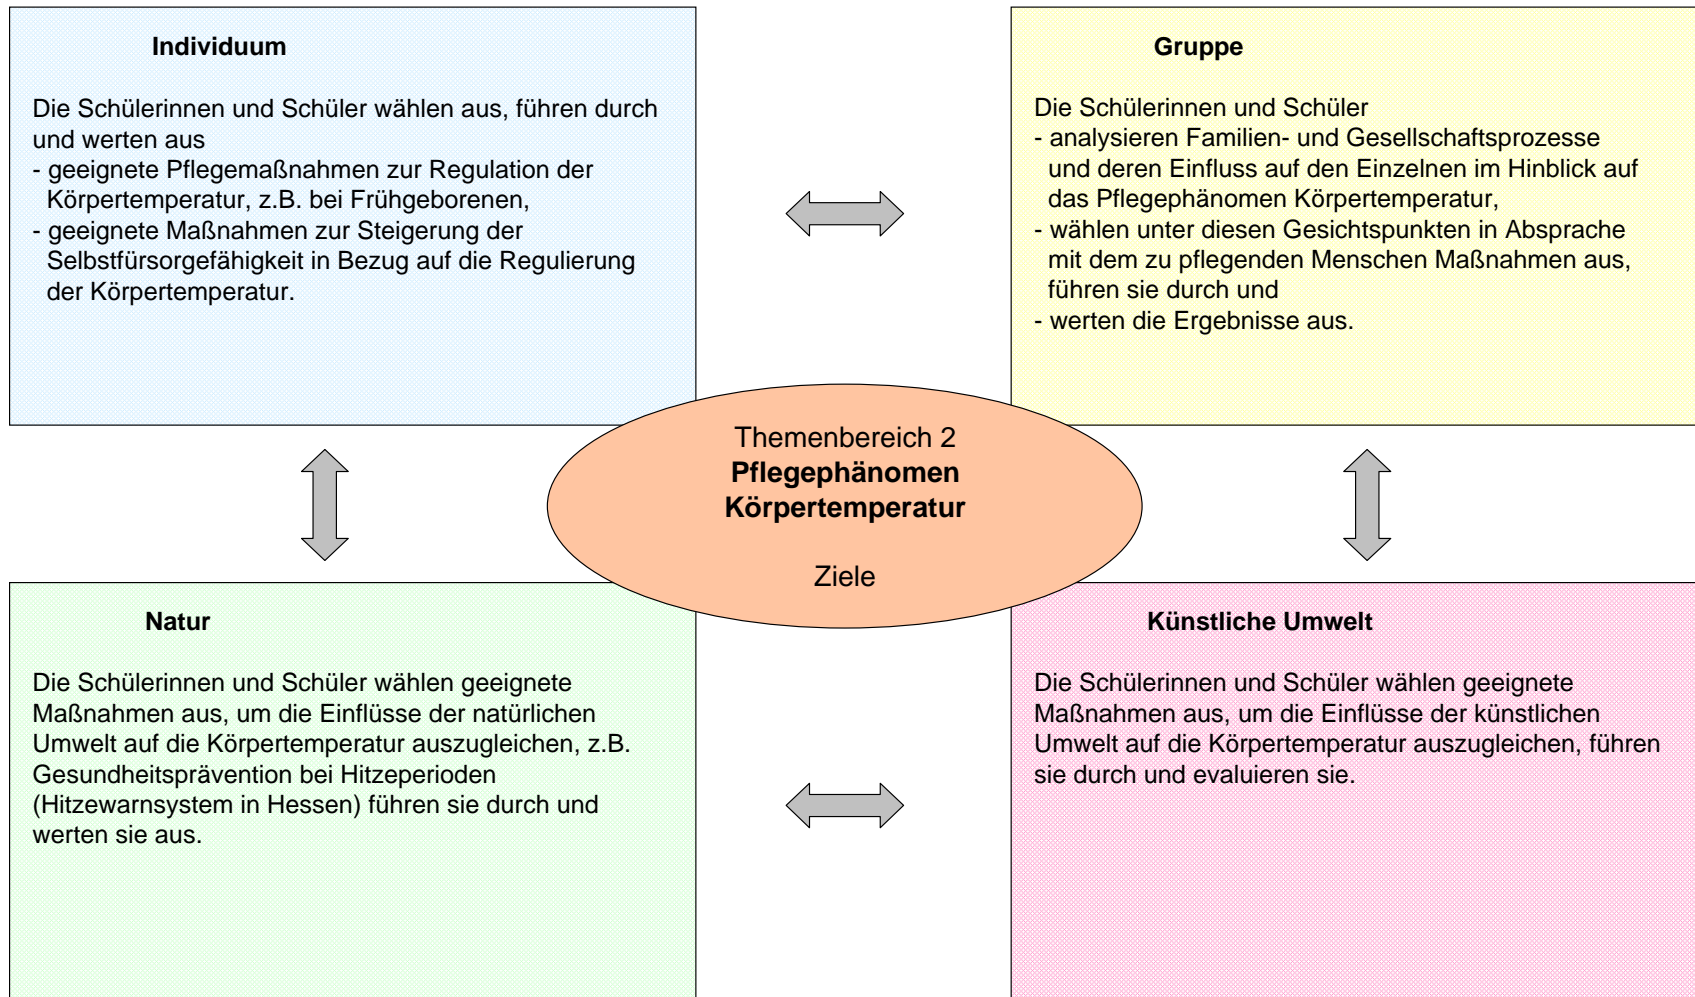 Individuum
Die Schülerinnen und Schüler wählen aus, führen durch
und werten aus
- geeignete Pflegemaßnahmen zur Regulation der
Körpertemperatur, z.B. bei Frühgeborenen,
- geeignete Maßnahmen zur Steigerung der
Selbstfürsorgefähigkeit in Bezug auf die Regulierung
der Körpertemperatur.
Gruppe
Die Schülerinnen und Schüler
- analysieren Familien- und Gesellschaftsprozesse
und deren Einfluss auf den Einzelnen im Hinblick auf
das Pflegephänomen Körpertemperatur,
- wählen unter diesen Gesichtspunkten in Absprache
mit dem zu pflegenden Menschen Maßnahmen aus,
führen sie durch und
- werten die Ergebnisse aus.
Themenbereich 2
Pflegephänomen
Körpertemperatur
Ziele
Natur
Die Schülerinnen und Schüler wählen geeignete
Maßnahmen aus, um die Einflüsse der natürlichen
Umwelt auf die Körpertemperatur auszugleichen, z.B.
Gesundheitsprävention bei Hitzeperioden
(Hitzewarnsystem in Hessen) führen sie durch und
werten sie aus.
Künstliche Umwelt
Die Schülerinnen und Schüler wählen geeignete
Maßnahmen aus, um die Einflüsse der künstlichen
Umwelt auf die Körpertemperatur auszugleichen, führen
sie durch und evaluieren sie.